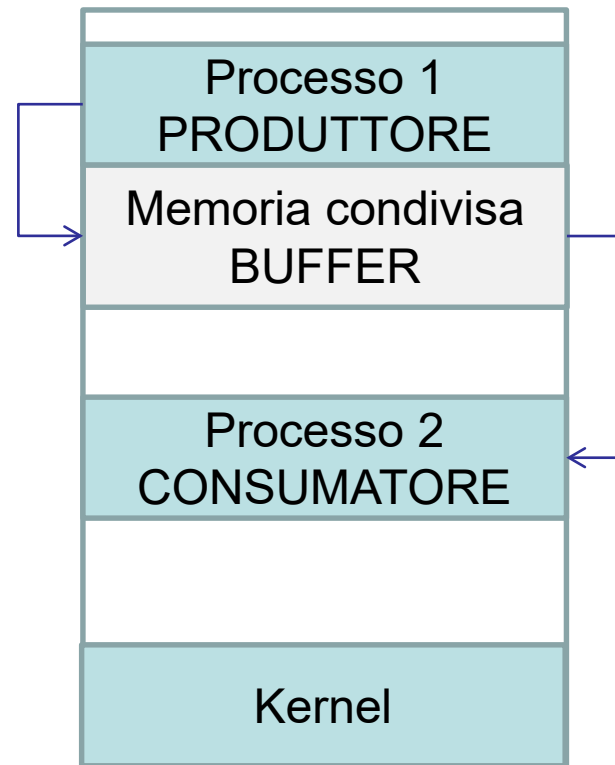 Processo 1
PRODUTTORE
Memoria condivisa
BUFFER
Processo 2
CONSUMATORE
Kernel